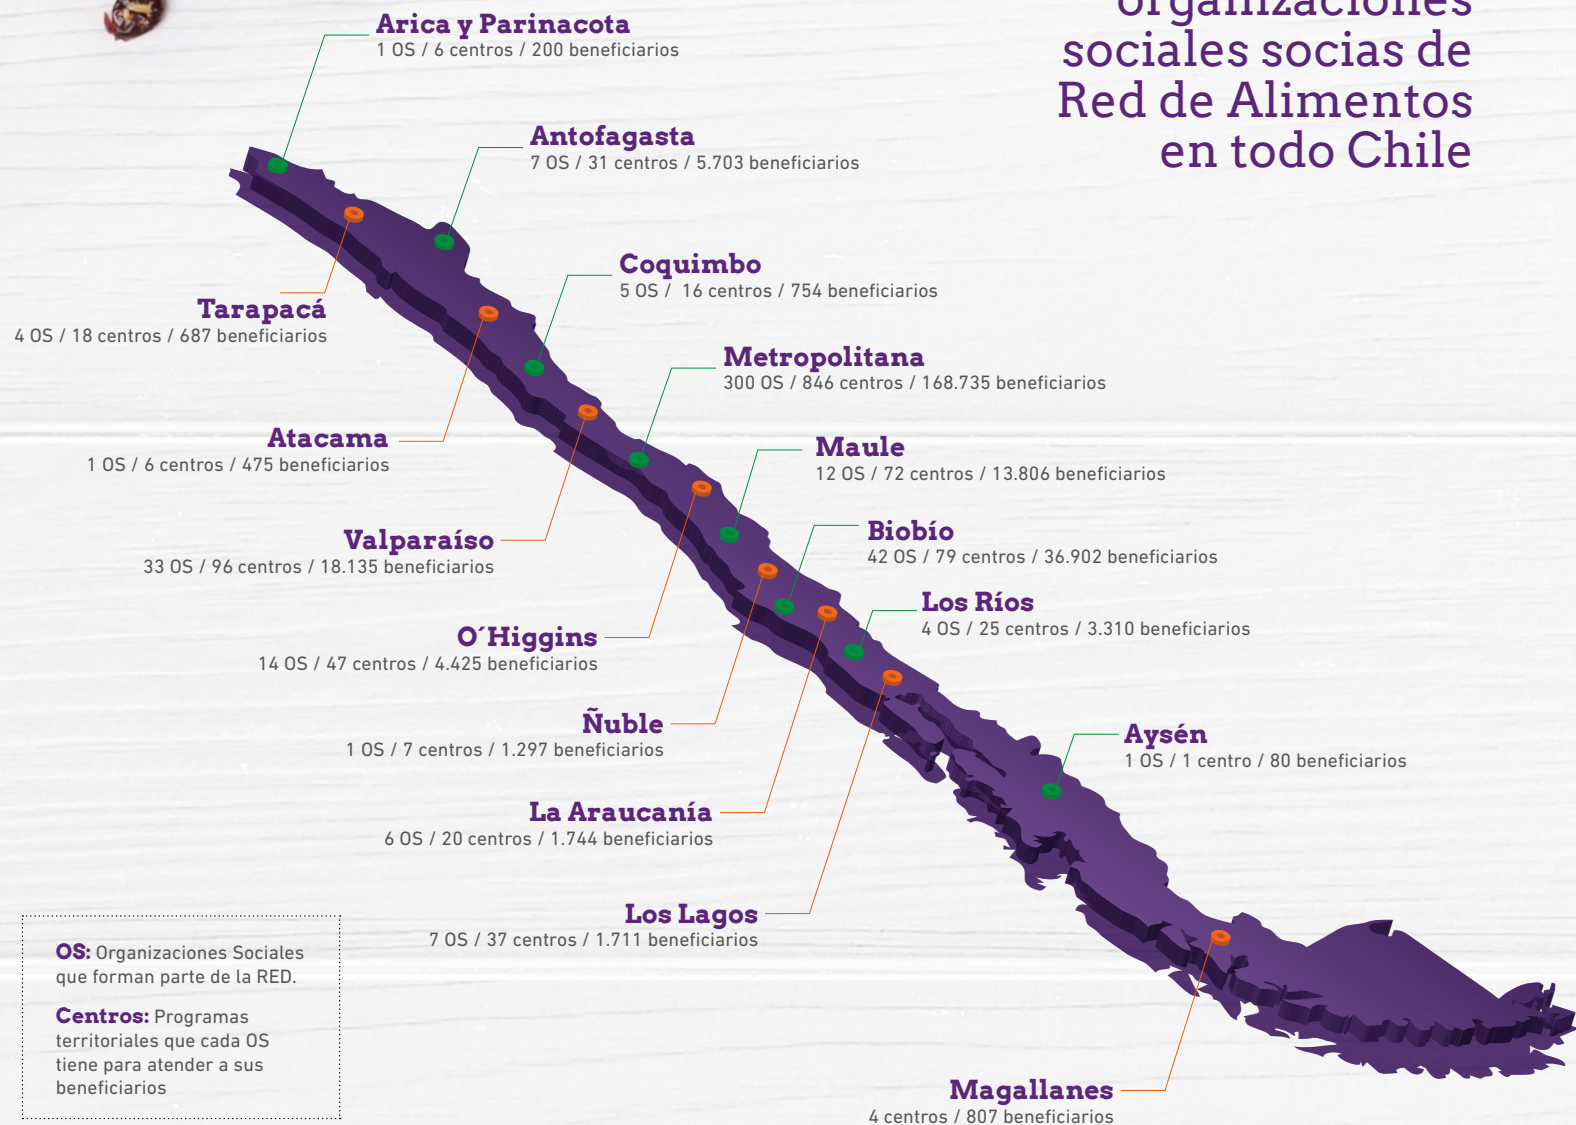 organizaciones
sociales socias de
Red de Alimentos
en todo Chile
Arica y Parinacota
1 OS / 6 centros / 200 beneficiarios
Antofagasta
7 OS / 31 centros / 5.703 beneficiarios
Coquimbo
5 OS / 16 centros / 754 beneficiarios
Tarapacá
4 OS / 18 centros / 687 beneficiarios
Metropolitana
300 OS / 846 centros / 168.735 beneficiarios
Atacama
1 OS / 6 centros / 475 beneficiarios
Maule
12 OS / 72 centros / 13.806 beneficiarios
Valparaíso
33 OS / 96 centros / 18.135 beneficiarios
Biobío
42 OS / 79 centros / 36.902 beneficiarios
Los Ríos
4 OS / 25 centros / 3.310 beneficiarios
O´Higgins
14 OS / 47 centros / 4.425 beneficiarios
Ñuble
1 OS / 7 centros / 1.297 beneficiarios
Aysén
1 OS / 1 centro / 80 beneficiarios
La Araucanía
6 OS / 20 centros / 1.744 beneficiarios
Los Lagos
7 OS / 37 centros / 1.711 beneficiarios
OS: Organizaciones Sociales
que forman parte de la RED.
Centros: Programas
territoriales que cada OS
tiene para atender a sus
beneficiarios
Magallanes
4 centros / 807 beneficiarios